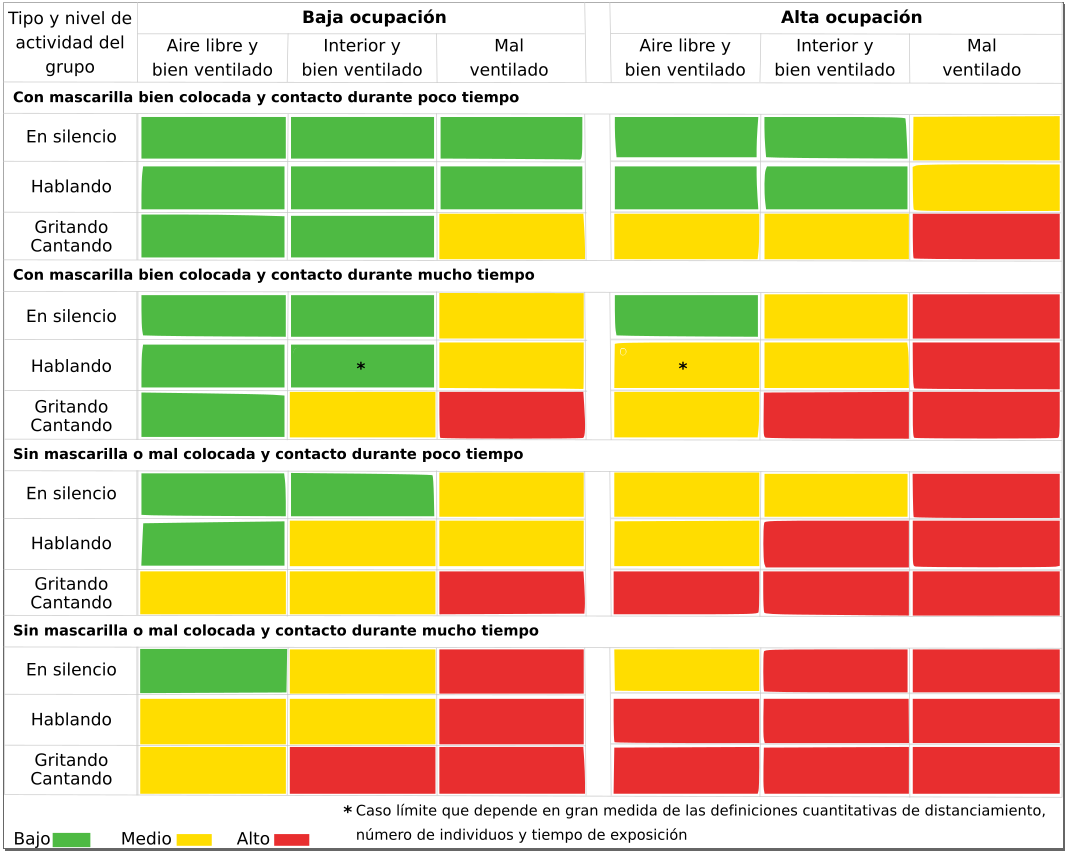 Tipo y nivel de
actividad del
grupo
Baja ocupación
Alta ocupación
Aire libre y
bien ventilado
Interior y
bien ventilado
Mal
ventilado
Aire libre y
bien ventilado
Interior y
bien ventilado
Mal
ventilado
Con mascarilla bien colocada y contacto durante poco tiempo
En silencio
Hablando
Gritando
Cantando
Con mascarilla bien colocada y contacto durante mucho tiempo
En silencio
Hablando
*
*
Gritando
Cantando
Sin mascarilla o mal colocada y contacto durante poco tiempo
En silencio
Hablando
Gritando
Cantando
Sin mascarilla o mal colocada y contacto durante mucho tiempo
En silencio
Hablando
Gritando
Cantando
* Caso límite que depende en gran medida de las definiciones cuantitativas de distanciamiento,
número de individuos y tiempo de exposición
Bajo
Medio
Alto